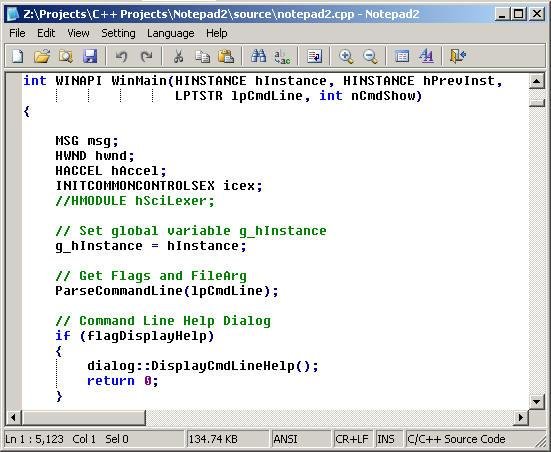 Z:\Projects\C++ Projects\Notepad2\source\notepad2.cpp - Notepad2
File Edit View Setting Language Help
int WINAPI WinMain(HINSTANCE hInstance, HINSTANCE hPrevInst,
LPTSTR lpCmdLine, int nCmdShow)
{
MSG msg;
HWND hwnd;
HACCEL hAccel;
INITCOMMONCONTROLSEX icex;
//HMODULE hSciLexer;
// Set global variable g_hInstance
g_hInstance = hInstance;
// Get Flags and FileArg
ParseCommandLine(lpCmdLine);
// Command Line Help Dialog
if (flagDisplayHelp)
{
dialog::DisplayCmdLineHelp();
return 0;
}
Ln 1 : 5,123 Col 1 Sel 0 134.74 KB ANSI CR+LF INS C/C++ Source Code